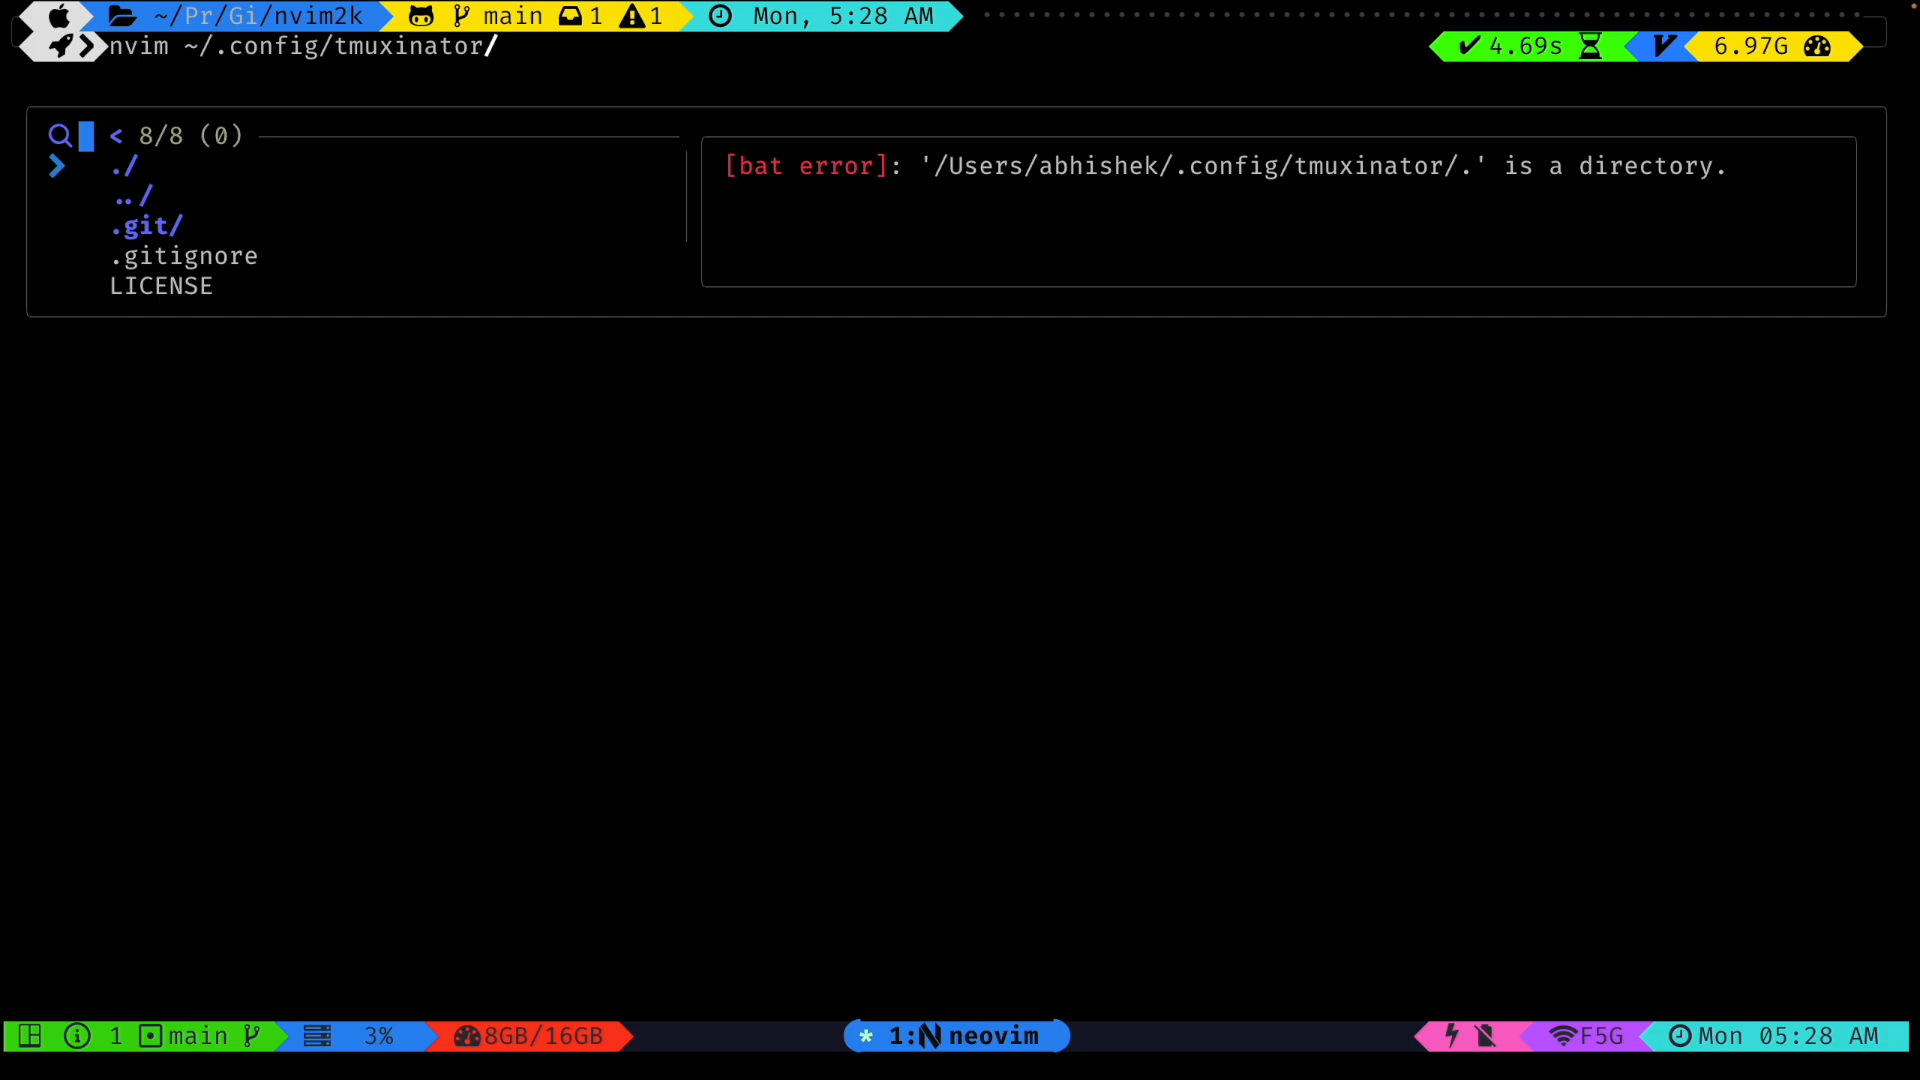 ~/Pr/Gi/nvim2k main 1 1 Mon, 5:28 AM
nvim ~/.config/tmuxinator/
✔ 4.69s V 6.97G
< 8/8 (0)
./
../
.git/
.gitignore
LICENSE
[bat error]: '/Users/abhishek/.config/tmuxinator/.' is a directory.
1 main 3% 8GB/16GB * 1: neovim F5G Mon 05:28 AM